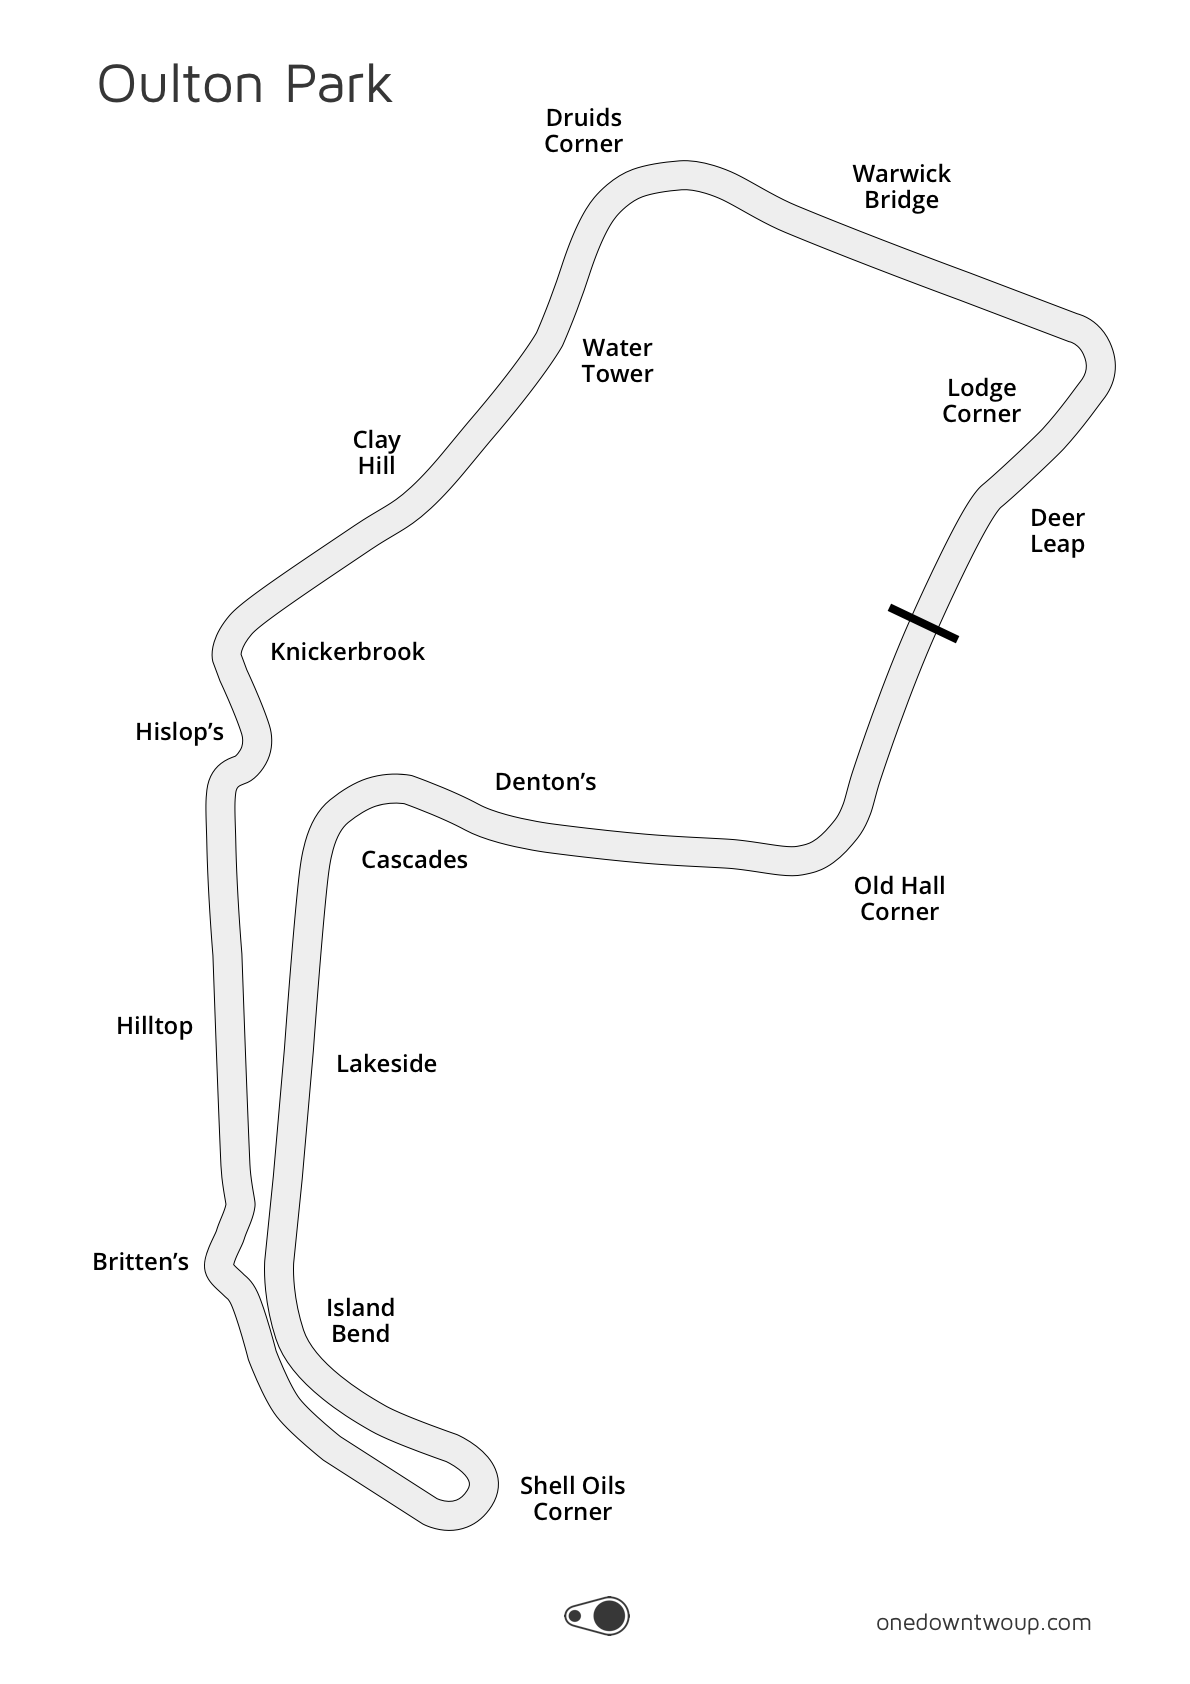 Oulton Park
Druids
Corner
Warwick
Bridge
Water
Tower
Lodge
Corner
Clay
Hill
Deer
Leap
Knickerbrook
Hislop’s
Denton’s
Cascades
Old Hall
Corner
Hilltop
Lakeside
Britten’s
Island
Bend
Shell Oils
Corner
onedowntwoup.com